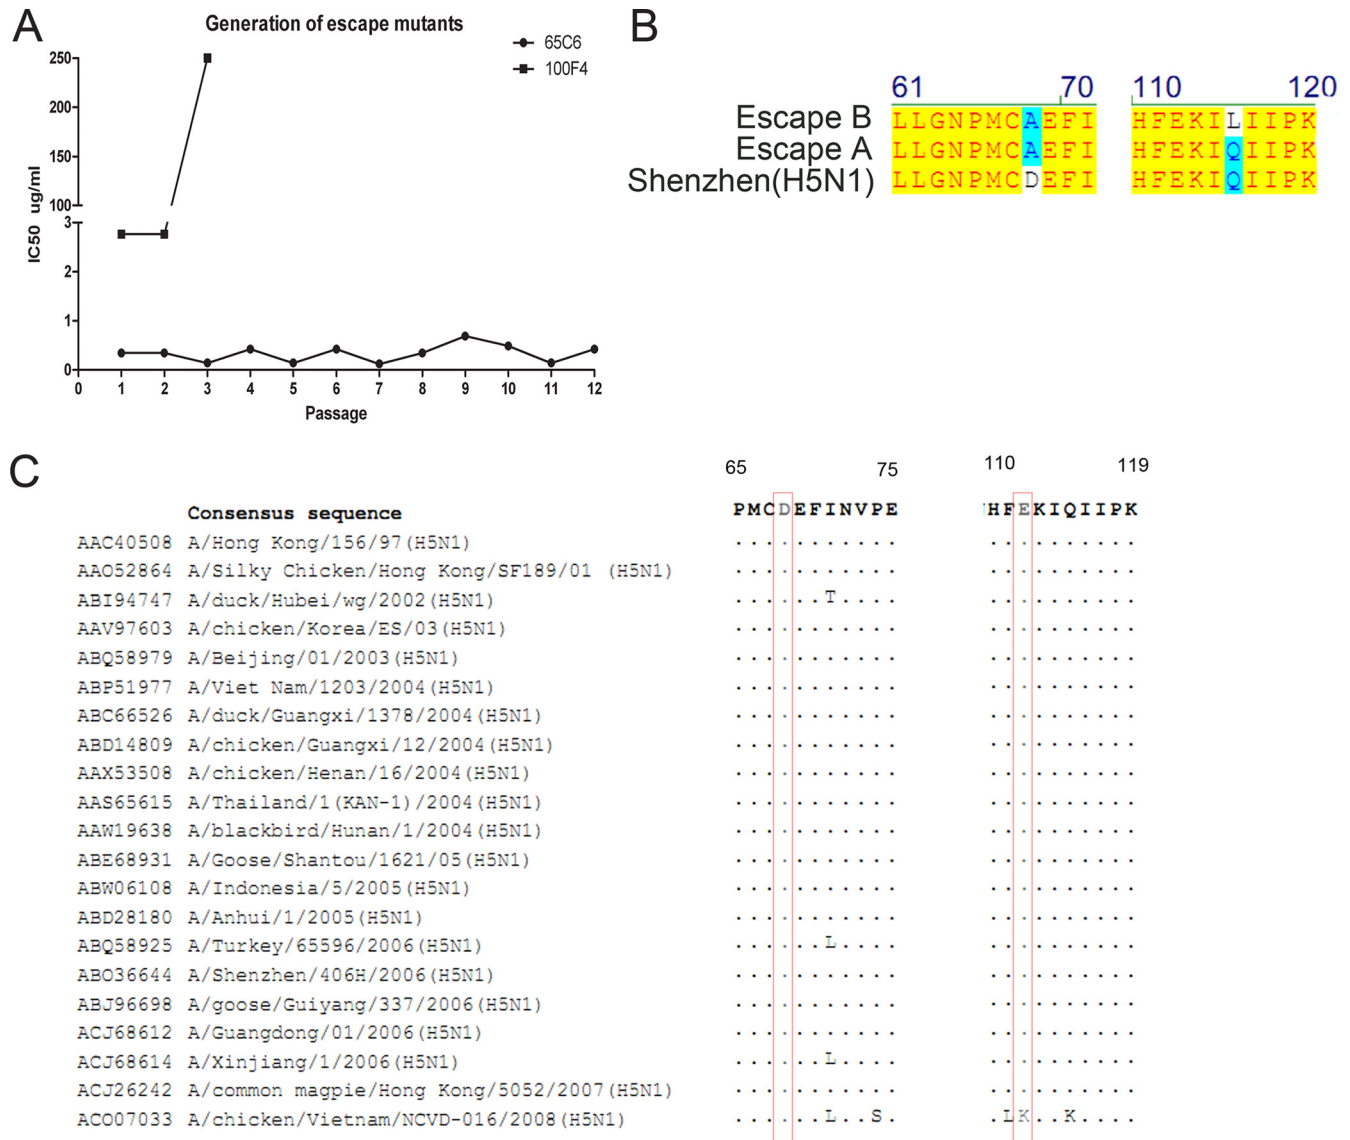 A
Generation of escape mutants
65C6
100F4
IC50 ug/ml
250
200
150
100
3
2
1
0
0 1 2 3 4 5 6 7 8 9 10 11 12
Passage
B
61 70 110 120
Escape B LLGNPMCAEFI HFEKILIIPK
Escape A LLGNPMCAEFI HFEKIQIIPK
Shenzhen(H5N1) LLGNPMCDEFI HFEKIQIIPK
C
65 75 110 119
Consensus sequence PMCDEFINVPE HFEKIQIIPK
AAC40508 A/Hong Kong/156/97(H5N1) . . . . . . . . . . . . . . . . . . . . .
AAO52864 A/Silky Chicken/Hong Kong/SF189/01 (H5N1) . . . . . . . . . . . . . . . . . . . . .
ABI94747 A/duck/Hubei/wg/2002(H5N1) . . . . . . T . . . . . . . . . . . . . .
AAV97603 A/chicken/Korea/ES/03(H5N1) . . . . . . . . . . . . . . . . . . . . .
ABQ58979 A/Beijing/01/2003(H5N1) . . . . . . . . . . . . . . . . . . . . .
ABP51977 A/Viet Nam/1203/2004(H5N1) . . . . . . . . . . . . . . . . . . . . .
ABC66526 A/duck/Guangxi/1378/2004(H5N1) . . . . . . . . . . . . . . . . . . . . .
ABD14809 A/chicken/Guangxi/12/2004(H5N1) . . . . . . . . . . . . . . . . . . . . .
AAX53508 A/chicken/Henan/16/2004(H5N1) . . . . . . . . . . . . . . . . . . . . .
AAS65615 A/Thailand/1(KAN-1)/2004(H5N1) . . . . . . . . . . . . . . . . . . . . .
AAW19638 A/blackbird/Hunan/1/2004(H5N1) . . . . . . . . . . . . . . . . . . . . .
ABE68931 A/Goose/Shantou/1621/05(H5N1) . . . . . . . . . . . . . . . . . . . . .
ABW06108 A/Indonesia/5/2005(H5N1) . . . . . . . . . . . . . . . . . . . . .
ABD28180 A/Anhui/1/2005(H5N1) . . . . . . . . . . . . . . . . . . . . .
ABQ58925 A/Turkey/65596/2006(H5N1) . . . . . . L . . . . . . . . . . . . . .
ABO36644 A/Shenzhen/406H/2006(H5N1) . . . . . . . . . . . . . . . . . . . . .
ABJ96698 A/goose/Guiyang/337/2006(H5N1) . . . . . . . . . . . . . . . . . . . . .
ACJ68612 A/Guangdong/01/2006(H5N1) . . . . . . . . . . . . . . . . . . . . .
ACJ68614 A/Xinjiang/1/2006(H5N1) . . . . . . L . . . . . . . . . . . . . .
ACJ26242 A/common magpie/Hong Kong/5052/2007(H5N1) . . . . . . . . . . . . . . . . . . . . .
ACO07033 A/chicken/Vietnam/NCVD-016/2008(H5N1) . . . . . . L . . S . . L K . . K . . . .